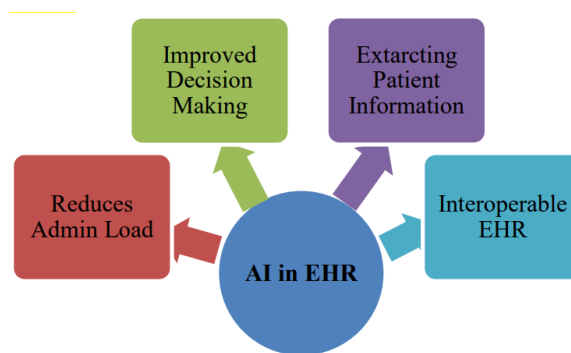 Improved
Decision
Making
Extarcting
Patient
Information
Reduces
Admin Load
Interoperable
EHR
AI in EHR